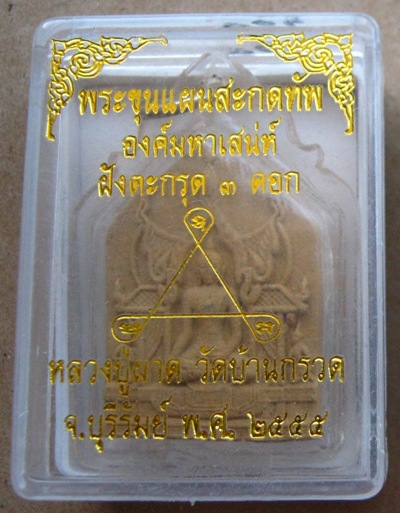 พระขุนแผนสะกดทัพ
องค์มหาเสน่ห์
ฝังตะกรุด ๓ ดอก
หลวงปู่ผาด วัดบ้านกรวด
จ.บุรีรัมย์ พ.ศ. ๒๕๕๕